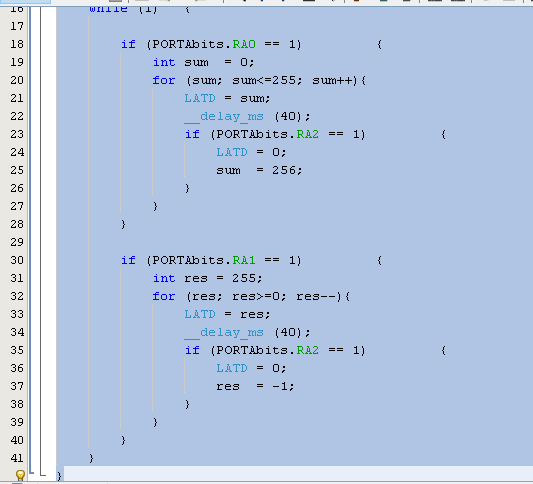 16 while (1) {
17
18 if (PORTAbits.RA0 == 1) {
19 int sum = 0;
20 for (sum; sum<=255; sum++){
21 LATD = sum;
22 __delay_ms (40);
23 if (PORTAbits.RA2 == 1) {
24 LATD = 0;
25 sum = 256;
26 }
27 }
28 }
29
30 if (PORTAbits.RA1 == 1) {
31 int res = 255;
32 for (res; res>=0; res--){
33 LATD = res;
34 __delay_ms (40);
35 if (PORTAbits.RA2 == 1) {
36 LATD = 0;
37 res = -1;
38 }
39 }
40 }
41 }
}